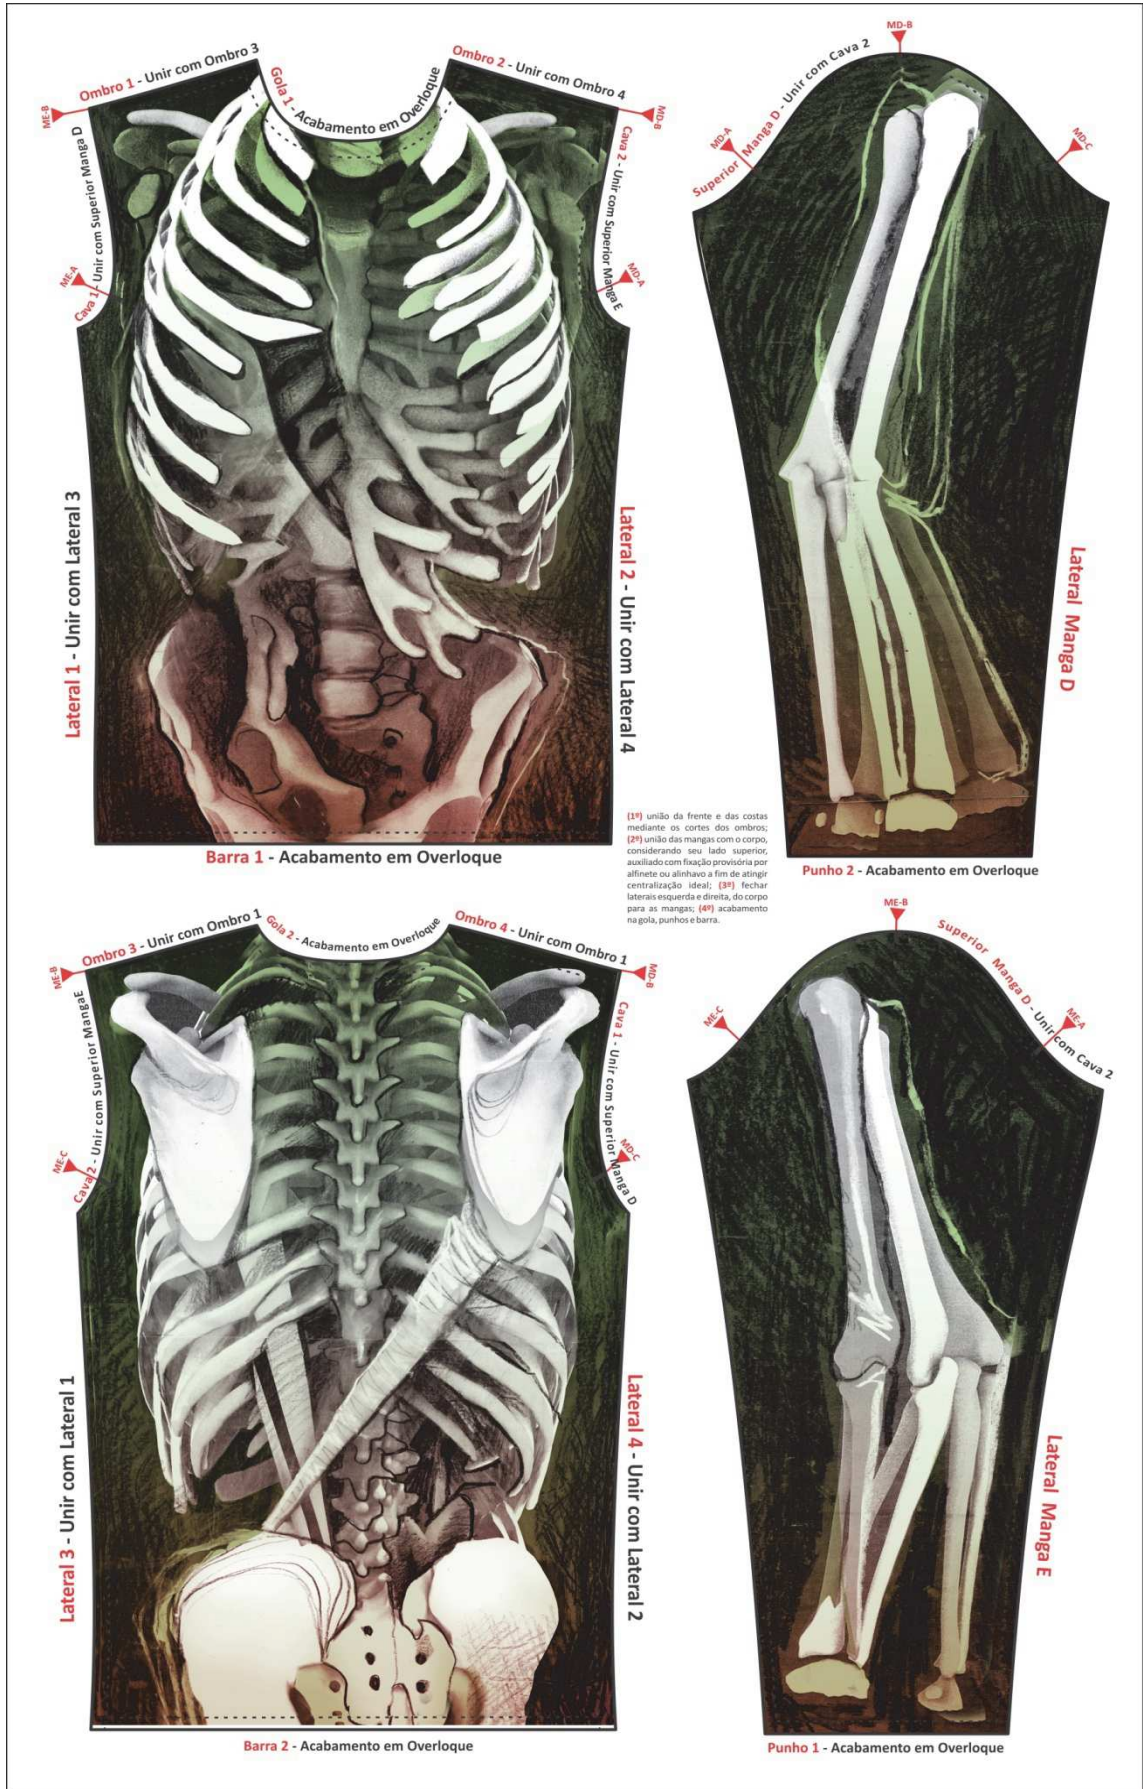 Ombro 1 - Unir com Ombro 3
Gola 1 - Acabamento em Overloque
Ombro 2 - Unir com Ombro 4
ME-B
MD-B
Cava 1 - Unir com Superior Manga D
ME-A
Cava 2 - Unir com Superior Manga E
MD-A
Lateral 1 - Unir com Lateral 3
Lateral 2 - Unir com Lateral 4
Barra 1 - Acabamento em Overloque
MD-B
Superior Manga D - Unir com Cava 2
MD-A
MD-C
Lateral Manga D
Punho 2 - Acabamento em Overloque
(1º) união da frente e das costas
mediante os cortes dos ombros;
(2º) união das mangas com o corpo,
considerando seu lado superior,
auxiliado com fixação provisória por
alfinete ou alinhavo a fim de atingir
centralização ideal; (3º) fechar
laterais esquerda e direita, do corpo
para as mangas; (4º) acabamento
na gola, punhos e barra.
Ombro 3 - Unir com Ombro 1
Gola 2 - Acabamento em Overloque
Ombro 4 - Unir com Ombro 1
ME-B
MD-B
Cava 2 - Unir com Superior MangaE
ME-C
Cava 1 - Unir com Superior Manga D
MD-C
Lateral 3 - Unir com Lateral 1
Lateral 4 - Unir com Lateral 2
Barra 2 - Acabamento em Overloque
ME-B
Superior Manga D - Unir com Cava 2
ME-C
ME-A
Lateral Manga E
Punho 1 - Acabamento em Overloque